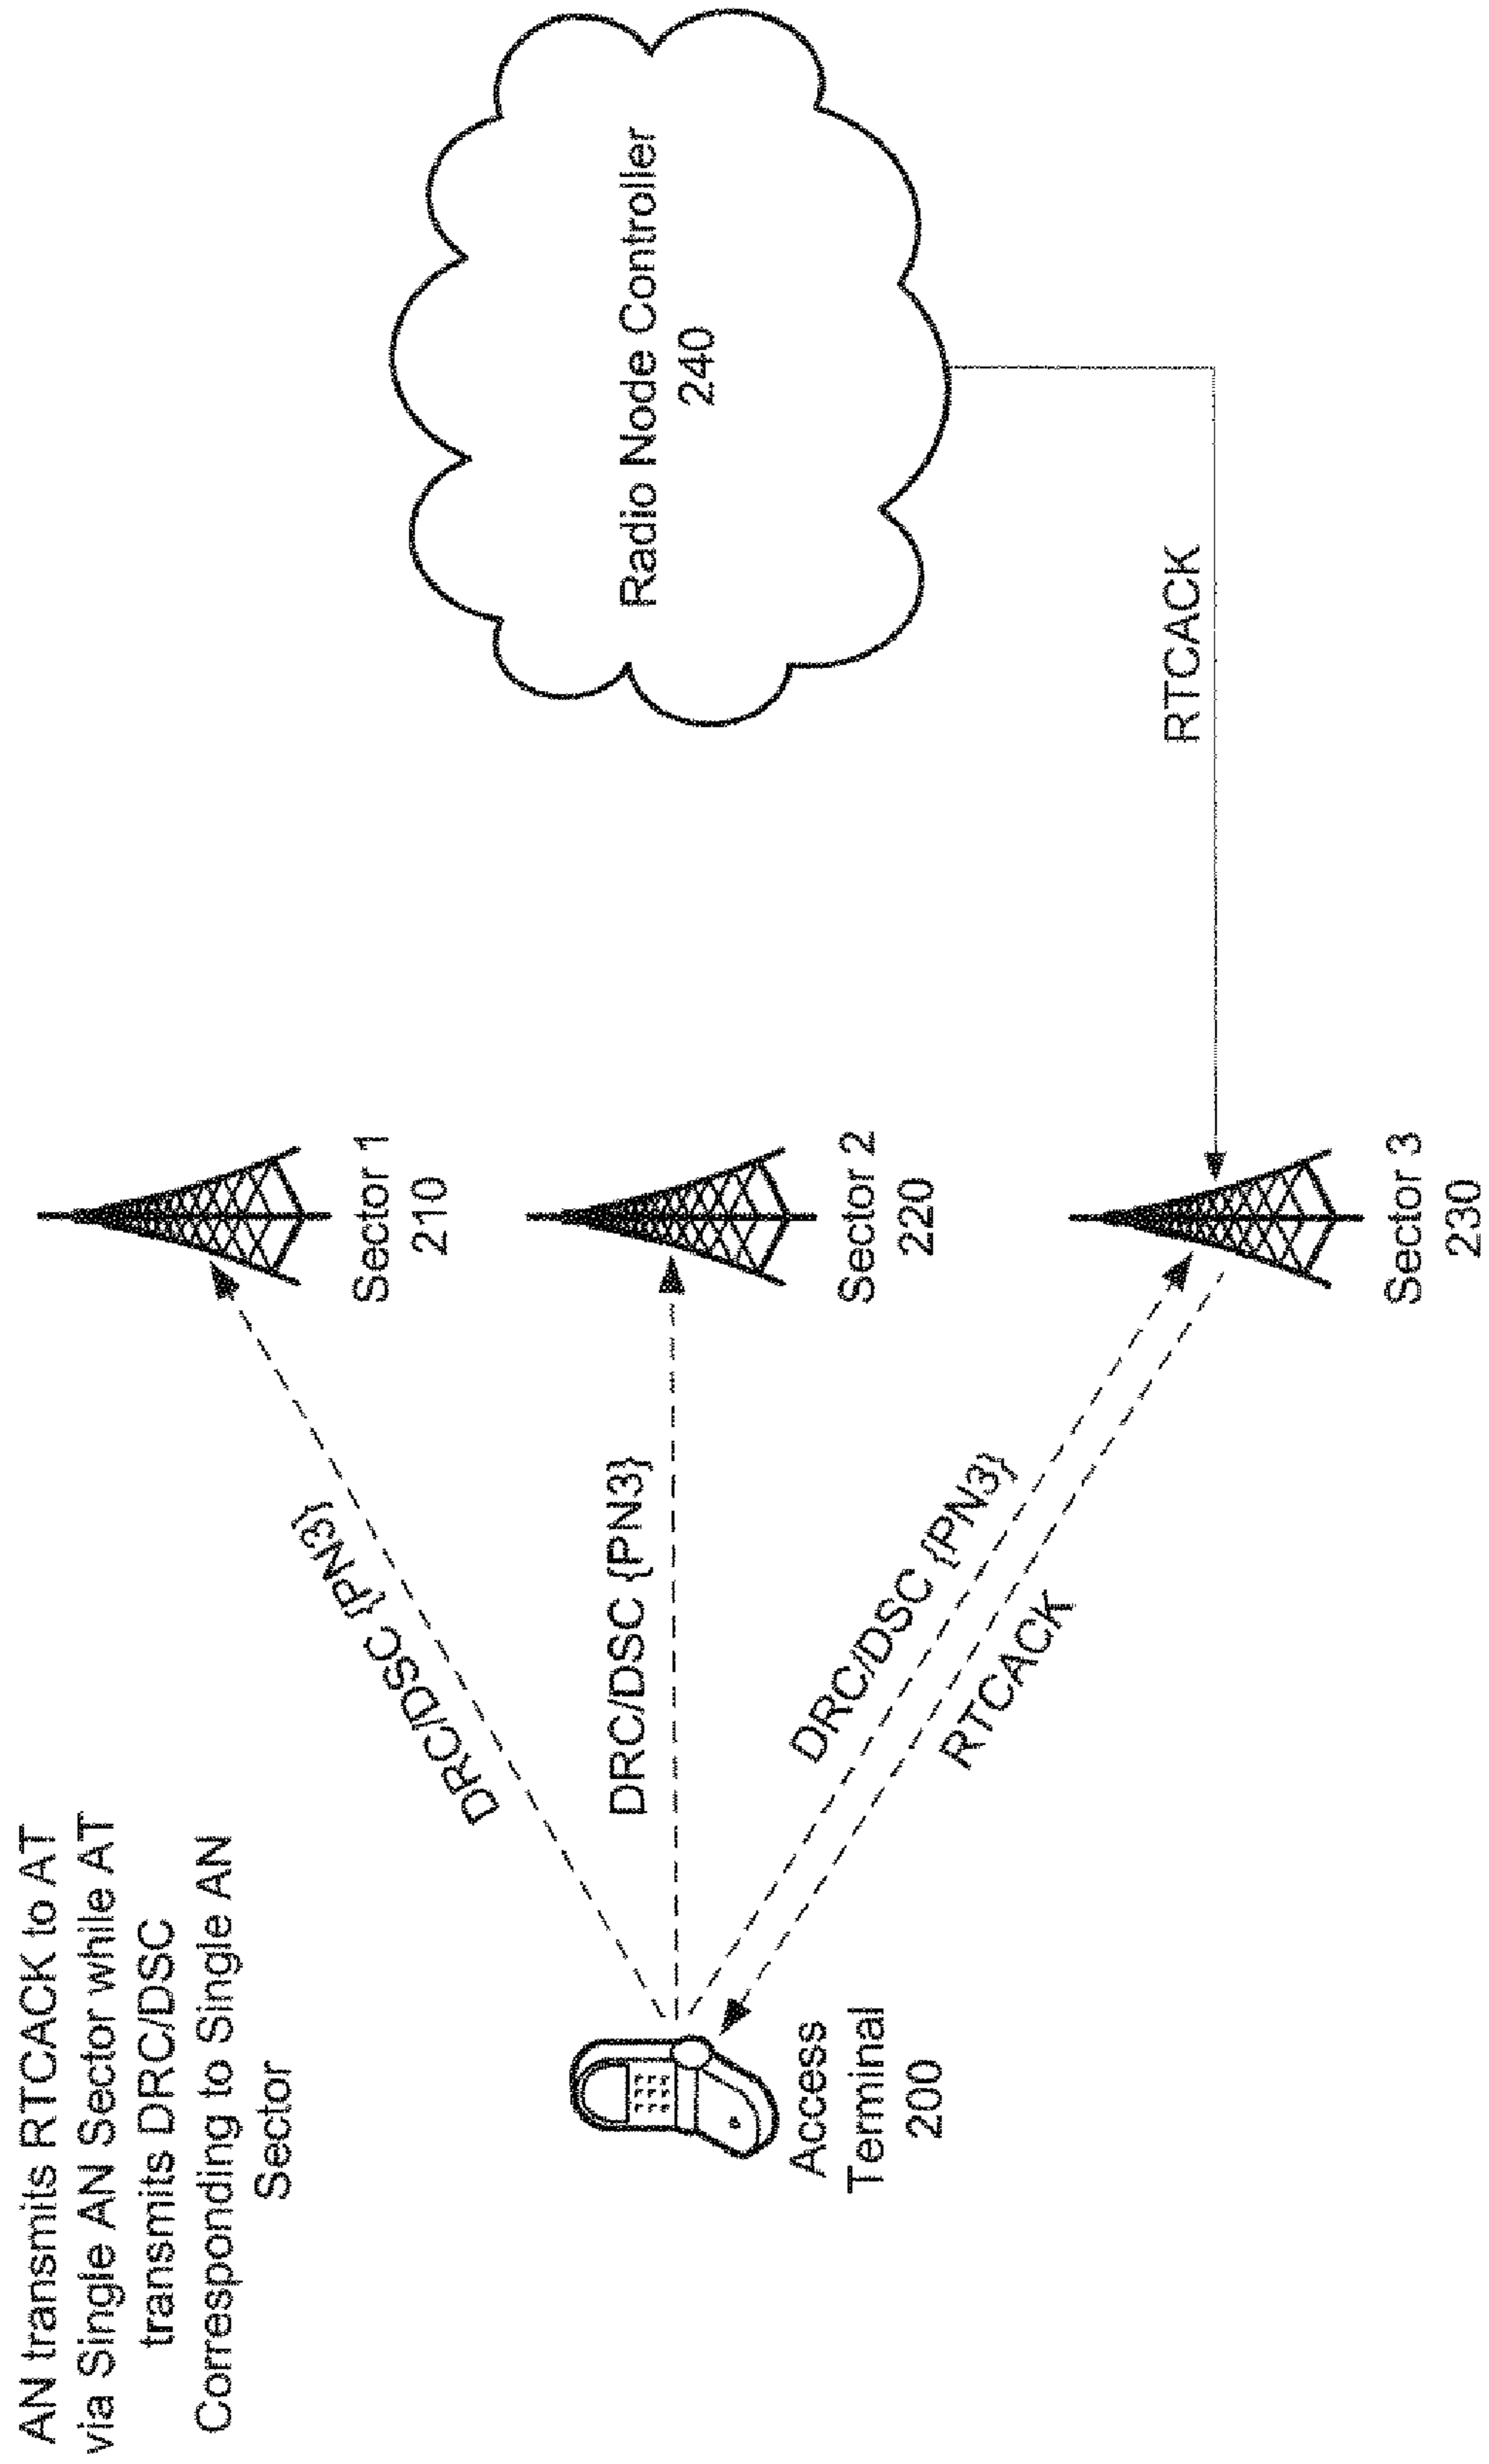 AN transmits RTCACK to AT
via Single AN Sector while AT
transmits DRC/DSC
Corresponding to Single AN
Sector
DRC/DSC {PN3}
Sector 1
210
DRC/DSC {PN3}
Sector 2
220
Radio Node Controller
240
Access
Terminal
200
DRC/DSC {PN3}
RTCACK
RTCACK
Sector 3
230